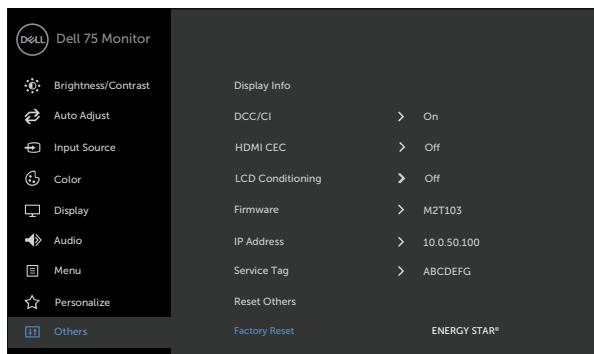 DELL Dell 75 Monitor
Brightness/Contrast
Auto Adjust
Input Source
Color
Display
Audio
Menu
Personalize
Others
Display Info
DCC/CI > On
HDMI CEC > Off
LCD Conditioning > Off
Firmware > M2T103
IP Address > 10.0.50.100
Service Tag > ABCDEFG
Reset Others
Factory Reset ENERGY STAR®